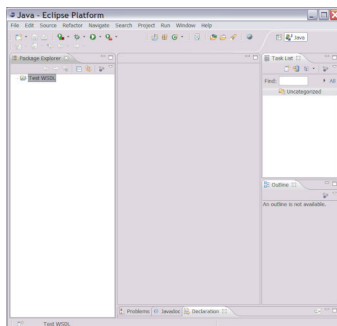 Java - Eclipse Platform
File Edit Source Refactor Navigate Search Project Run Window Help
Java
Package Explorer
Test WSDL
Task List
Find: All
Uncategorized
Outline
An outline is not available.
Problems Javadoc Declaration
Test WSDL